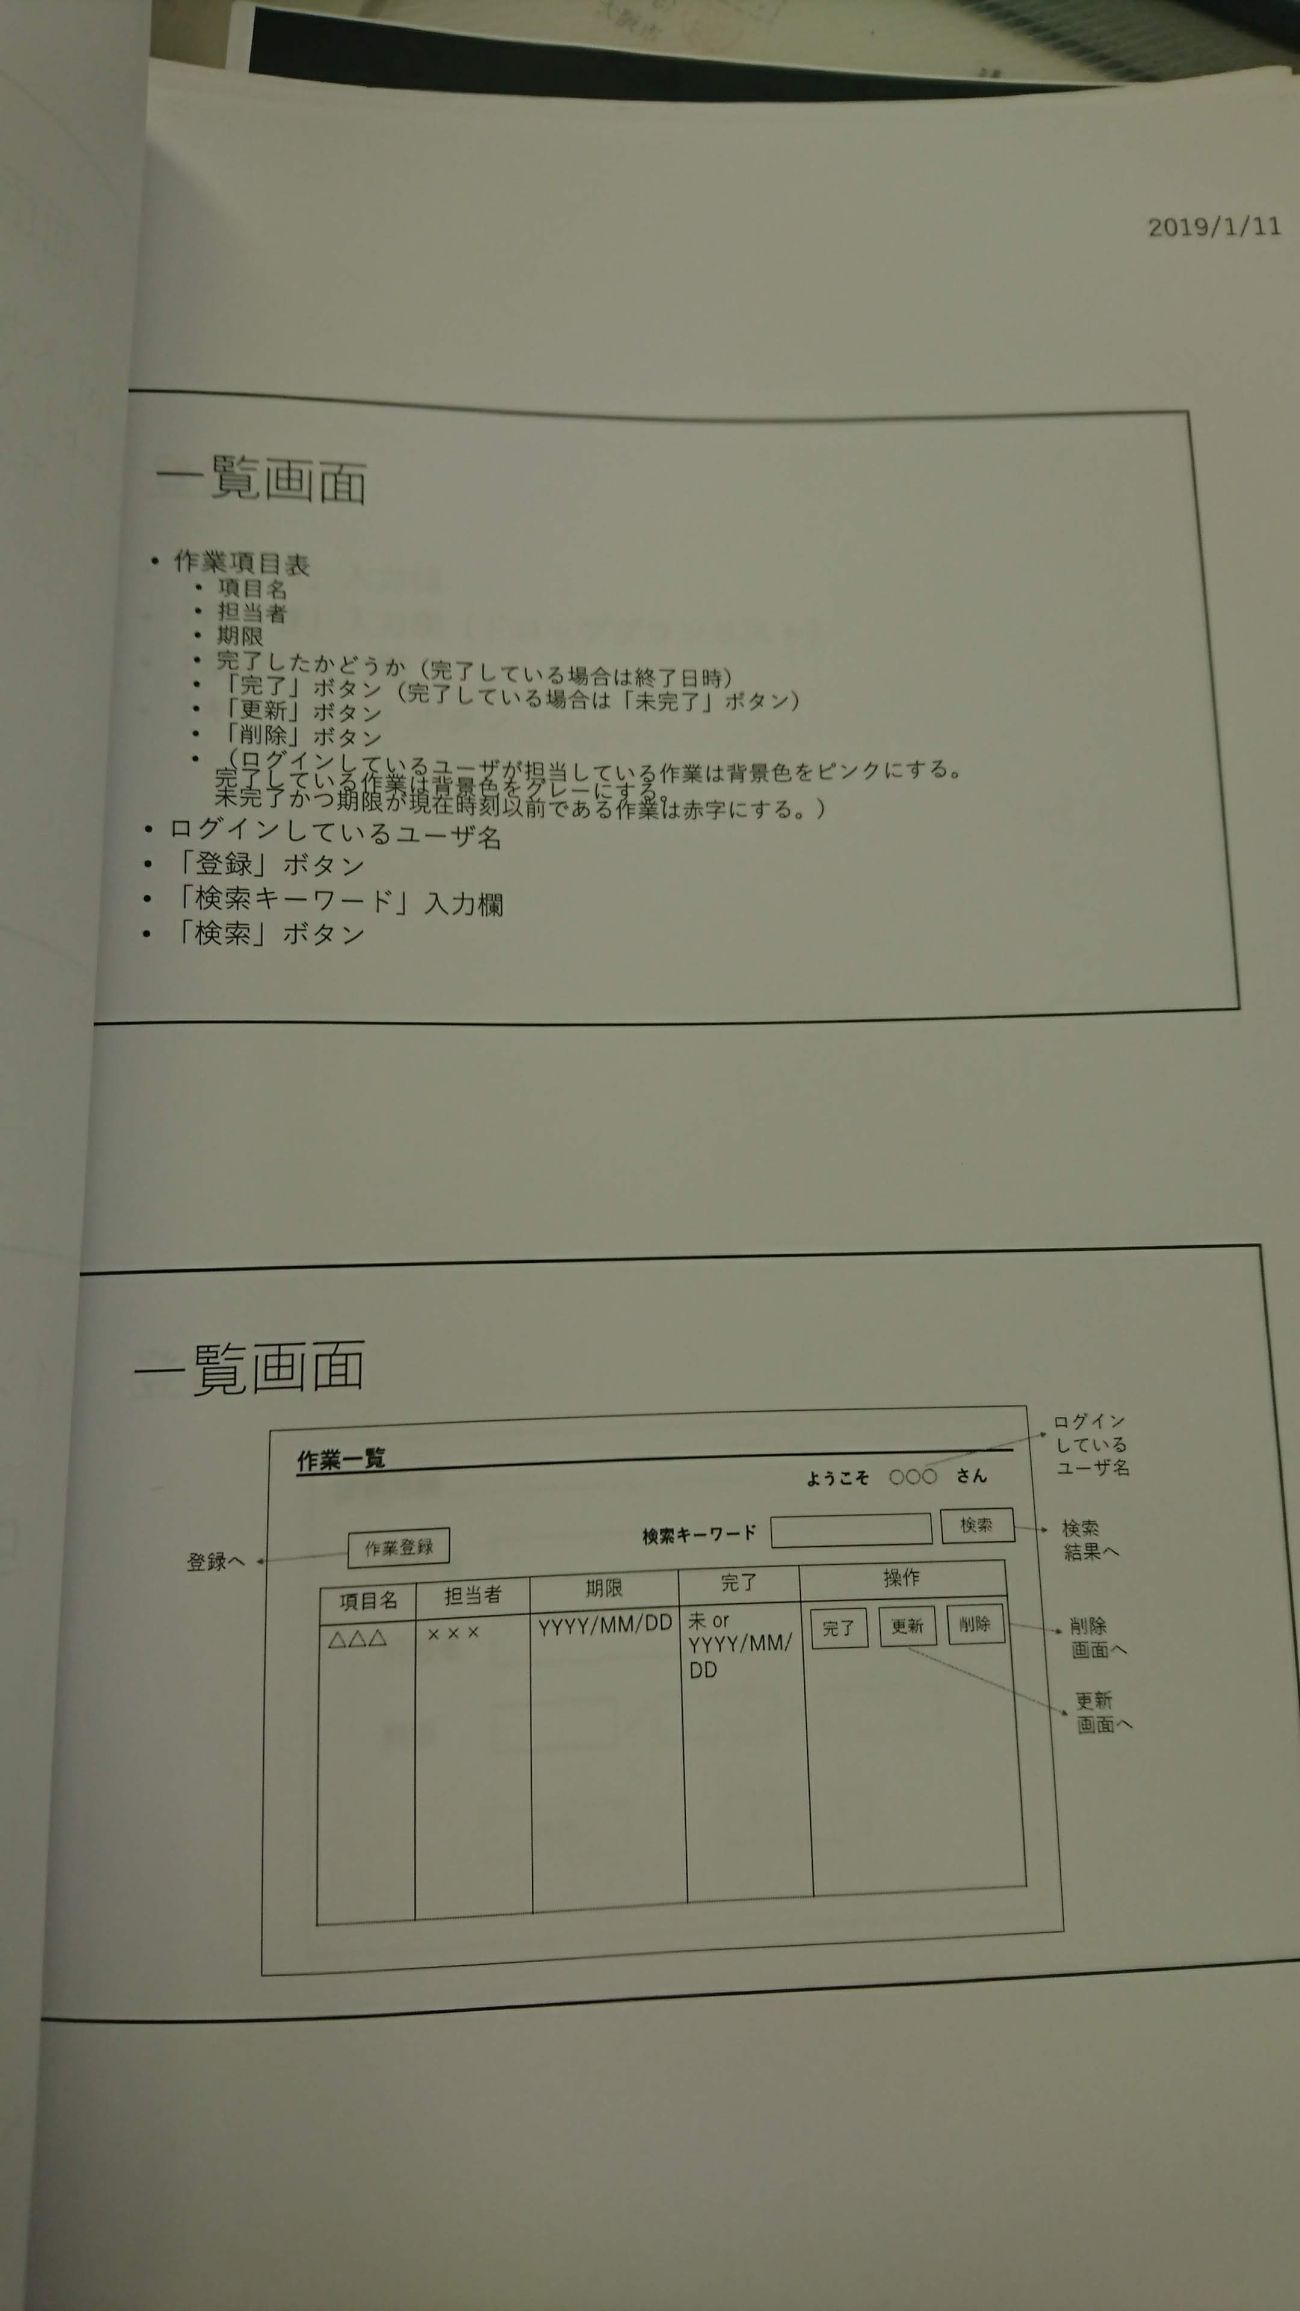 2019/1/11
一覧画面
• 作業項目表
• 項目名
• 担当者
• 期限
• 完了したかどうか（完了している場合は終了日時）
• 「完了」ボタン（完了している場合は「未完了」ボタン）
• 「更新」ボタン
• 「削除」ボタン
• （ログインしているユーザが担当している作業は背景色をピンクにする。
完了している作業は背景色をグレーにする。
未完了かつ期限が現在時刻以前である作業は赤字にする。）
• ログインしているユーザ名
• 「登録」ボタン
• 「検索キーワード」入力欄
• 「検索」ボタン
一覧画面
作業一覧
ようこそ ○○○ さん
ログイン
している
ユーザ名
検索キーワード
検索
検索
結果へ
登録へ
作業登録
項目名 担当者 期限 完了 操作
△△△ ××× YYYY/MM/DD 未 or
YYYY/MM/
DD
完了 更新 削除
削除
画面へ
更新
画面へ